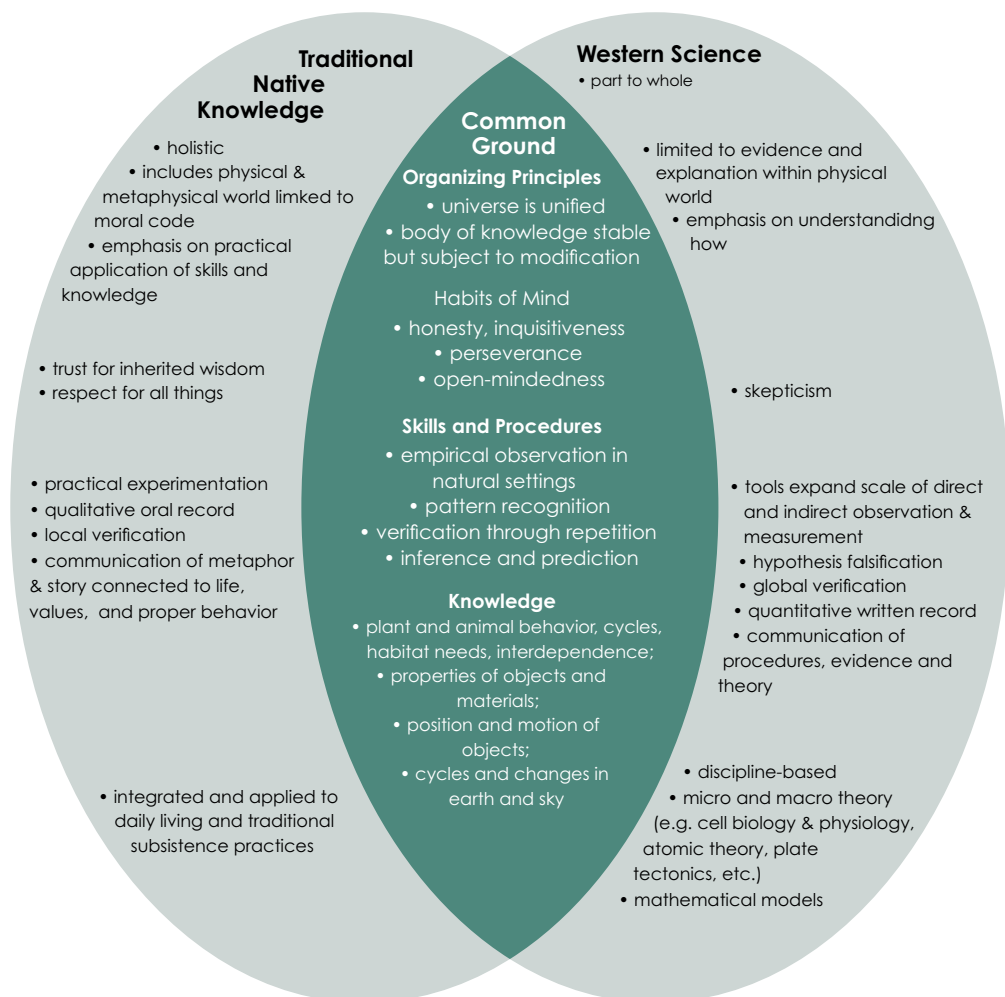 Traditional
Native
Knowledge
• holistic
• includes physical &
metaphysical world limked to
moral code
• emphasis on practical
application of skills and
knowledge
• trust for inherited wisdom
• respect for all things
• practical experimentation
• qualitative oral record
• local verification
• communication of metaphor
& story connected to life,
values, and proper behavior
• integrated and applied to
daily living and traditional
subsistence practices
Common
Ground
Organizing Principles
• universe is unified
• body of knowledge stable
but subject to modification
Habits of Mind
• honesty, inquisitiveness
• perseverance
• open-mindedness
Skills and Procedures
• empirical observation in
natural settings
• pattern recognition
• verification through repetition
• inference and prediction
Knowledge
• plant and animal behavior, cycles,
habitat needs, interdependence;
• properties of objects and
materials;
• position and motion of
objects;
• cycles and changes in
earth and sky
Western Science
• part to whole
• limited to evidence and
explanation within physical
world
• emphasis on understandidng
how
• skepticism
• tools expand scale of direct
and indirect observation &
measurement
• hypothesis falsification
• global verification
• quantitative written record
• communication of
procedures, evidence and
theory
• discipline-based
• micro and macro theory
(e.g. cell biology & physiology,
atomic theory, plate
tectonics, etc.)
• mathematical models